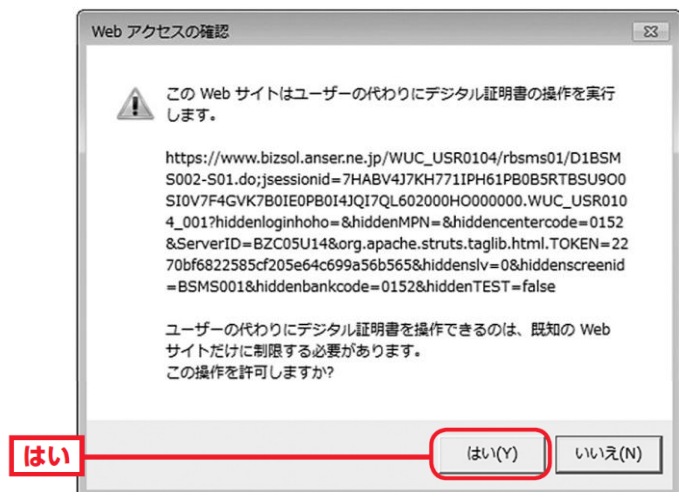 Web アクセスの確認
この Web サイトはユーザーの代わりにデジタル証明書の操作を実行
します。
https://www.bizsol.anser.ne.jp/WUC_USR0104/rbsms01/D1BSM
S002-S01.do;jsessionid=7HABV4J7KH771IPH61PB0B5RTBSU9O0
SI0V7F4GVK7B0IE0PB0I4JQI7QL602000HO000000.WUC_USR010
4_001?hiddenloginhoho=&hiddenMPN=&hiddencentercode=0152
&ServerID=BZC05U14&org.apache.struts.taglib.html.TOKEN=22
70bf6822585cf205e64c699a56b565&hiddenslv=0&hiddenscreenid
=BSMS001&hiddenbankcode=0152&hiddenTEST=false
ユーザーの代わりにデジタル証明書を操作できるのは、既知の Web
サイトだけに制限する必要があります。
この操作を許可しますか?
はい
はい(Y)
いいえ(N)